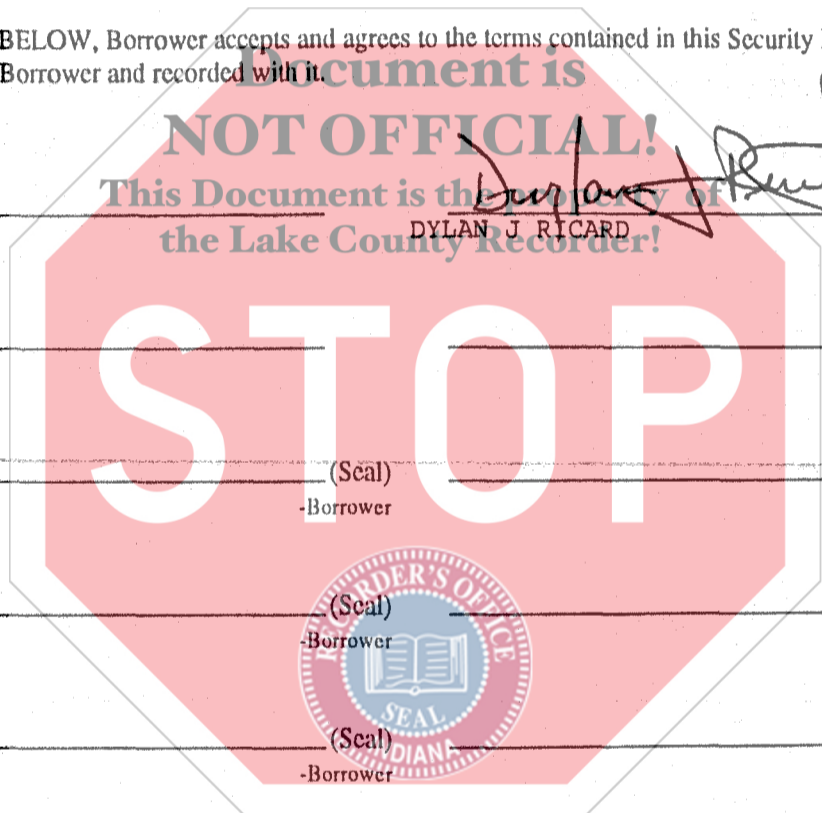 BELOW, Borrower accepts and agrees to the terms contained in this Security
Borrower and recorded with it.
Document is
NOT OFFICIAL!
This Document is the property of
the Lake County Recorder!
DYLAN J RICARD
STOP
(Seal)
-Borrower
(Seal)
-Borrower
(Seal)
-Borrower
RECORDER'S OFFICE
SEAL
INDIANA